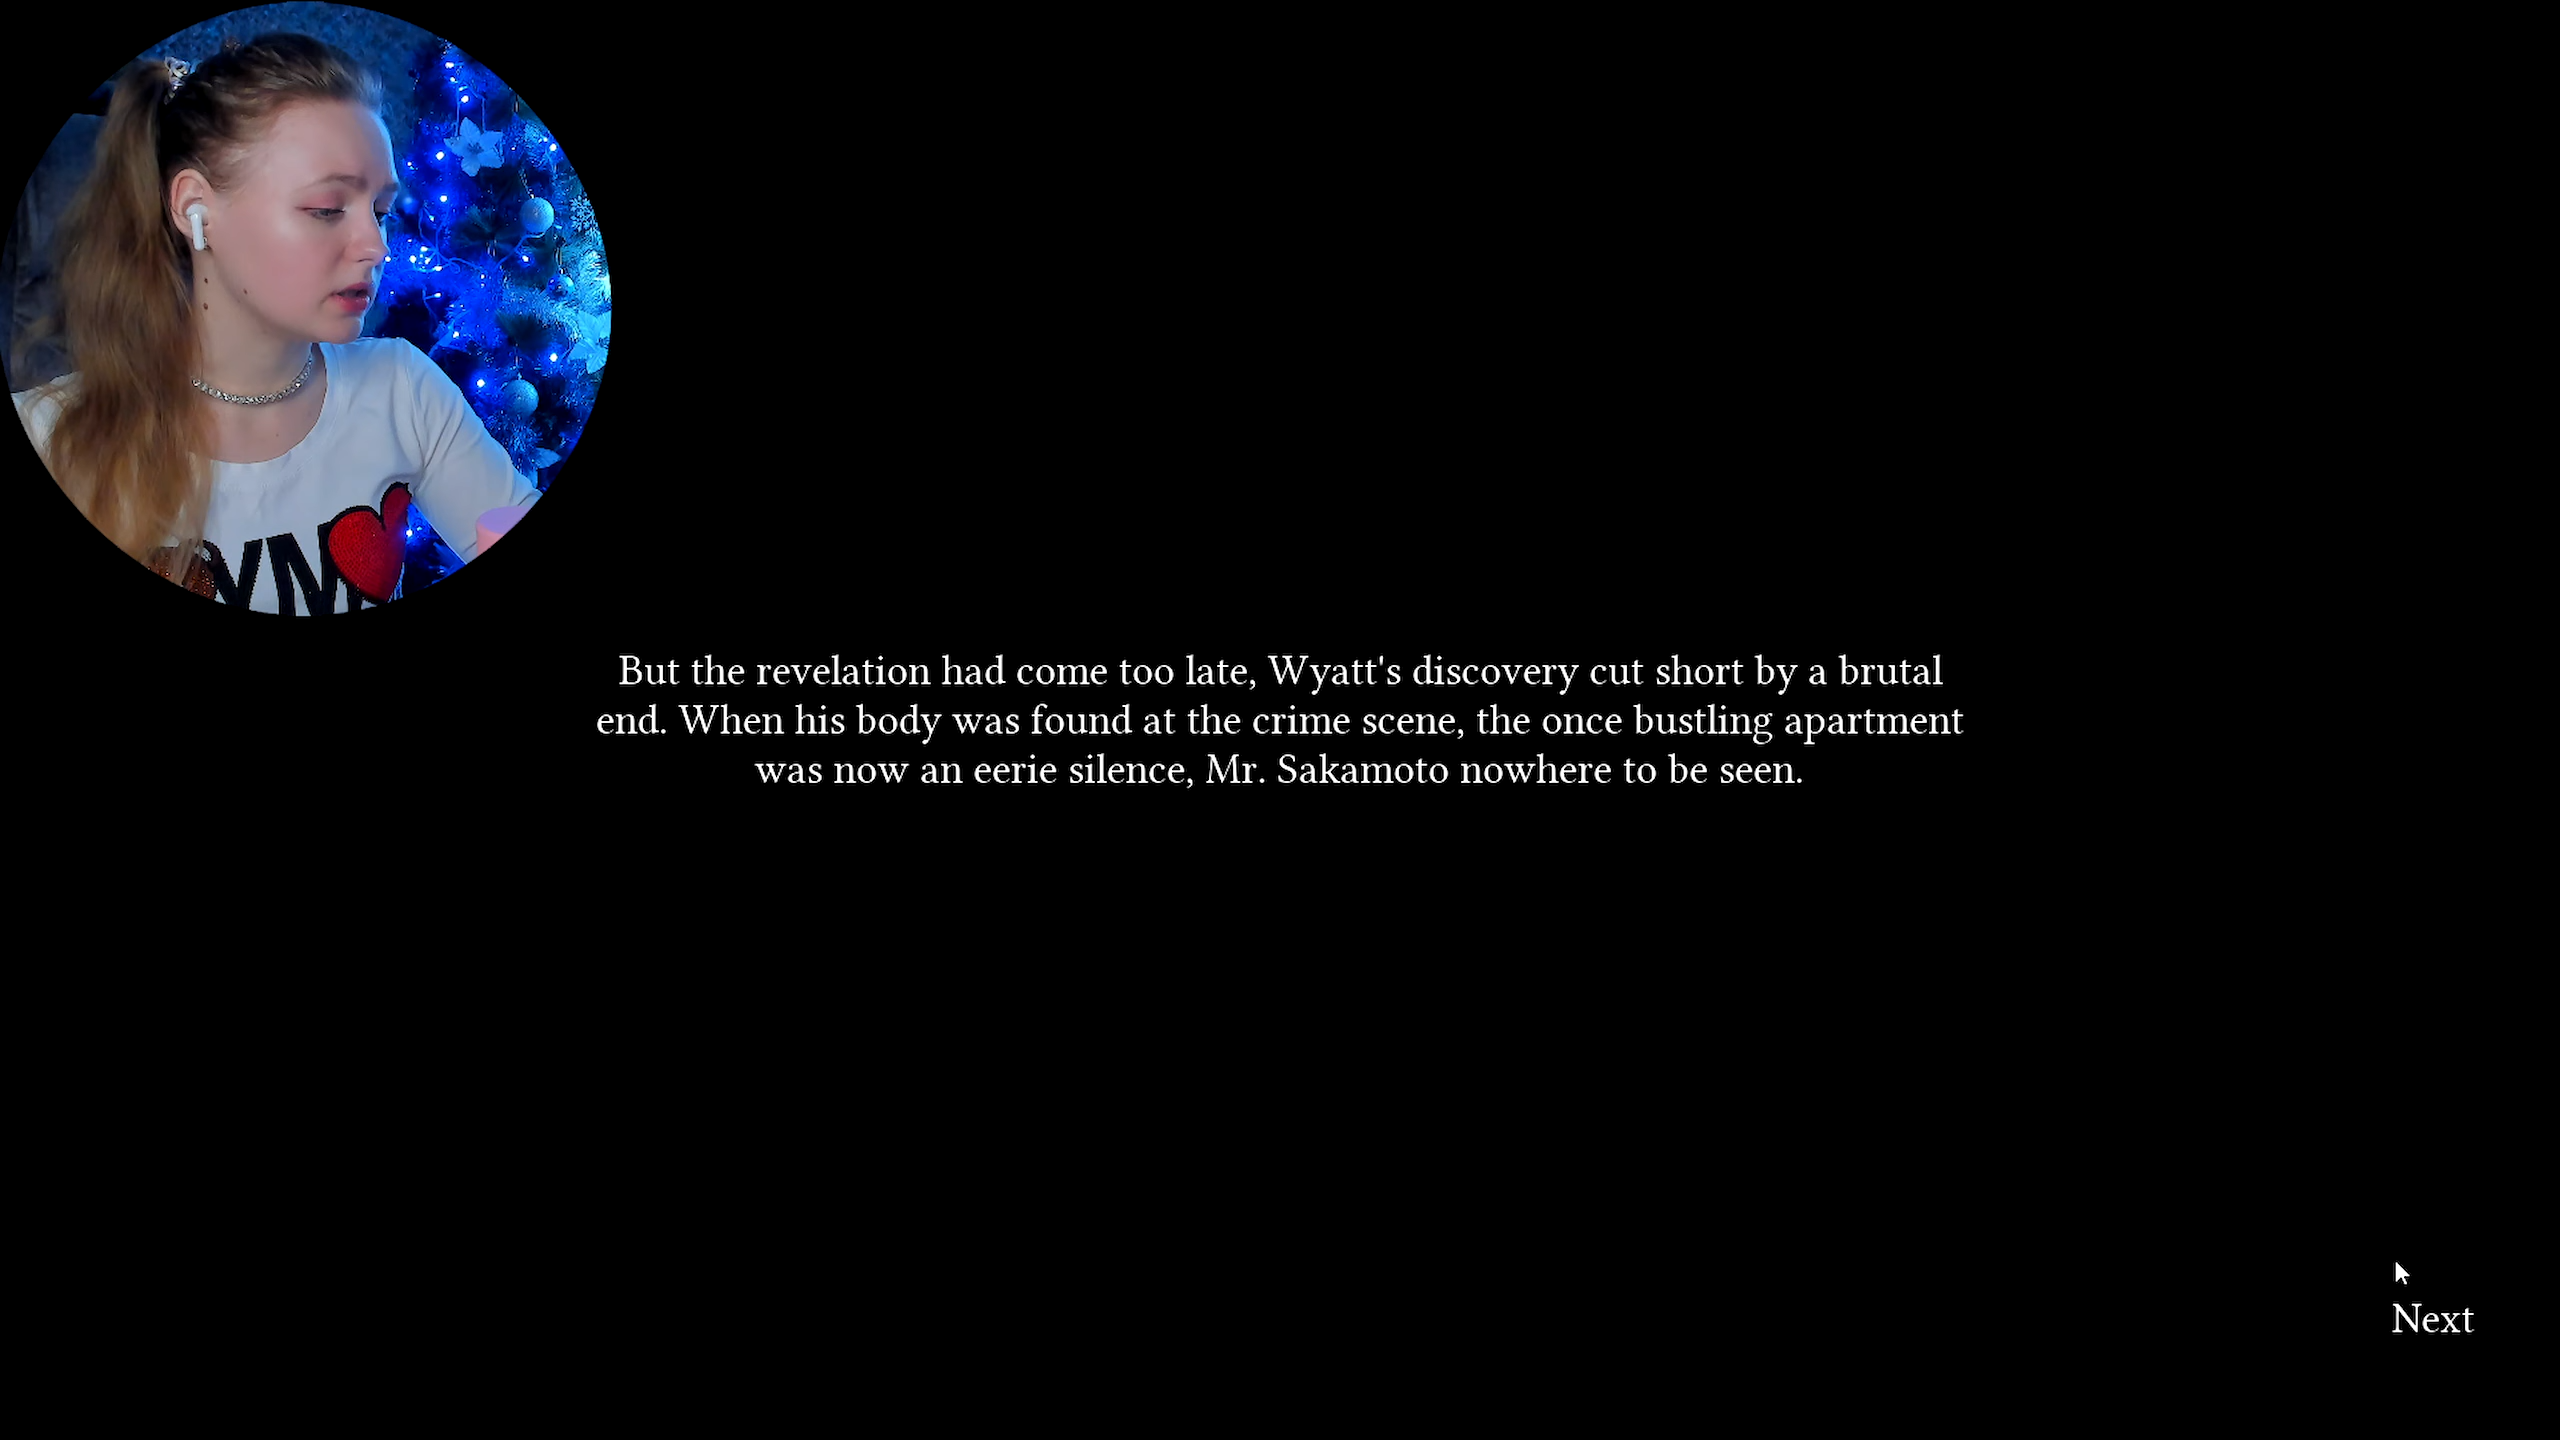 YM
But the revelation had come too late, Wyatt's discovery cut short by a brutal
end. When his body was found at the crime scene, the once bustling apartment
was now an eerie silence, Mr. Sakamoto nowhere to be seen.
Next